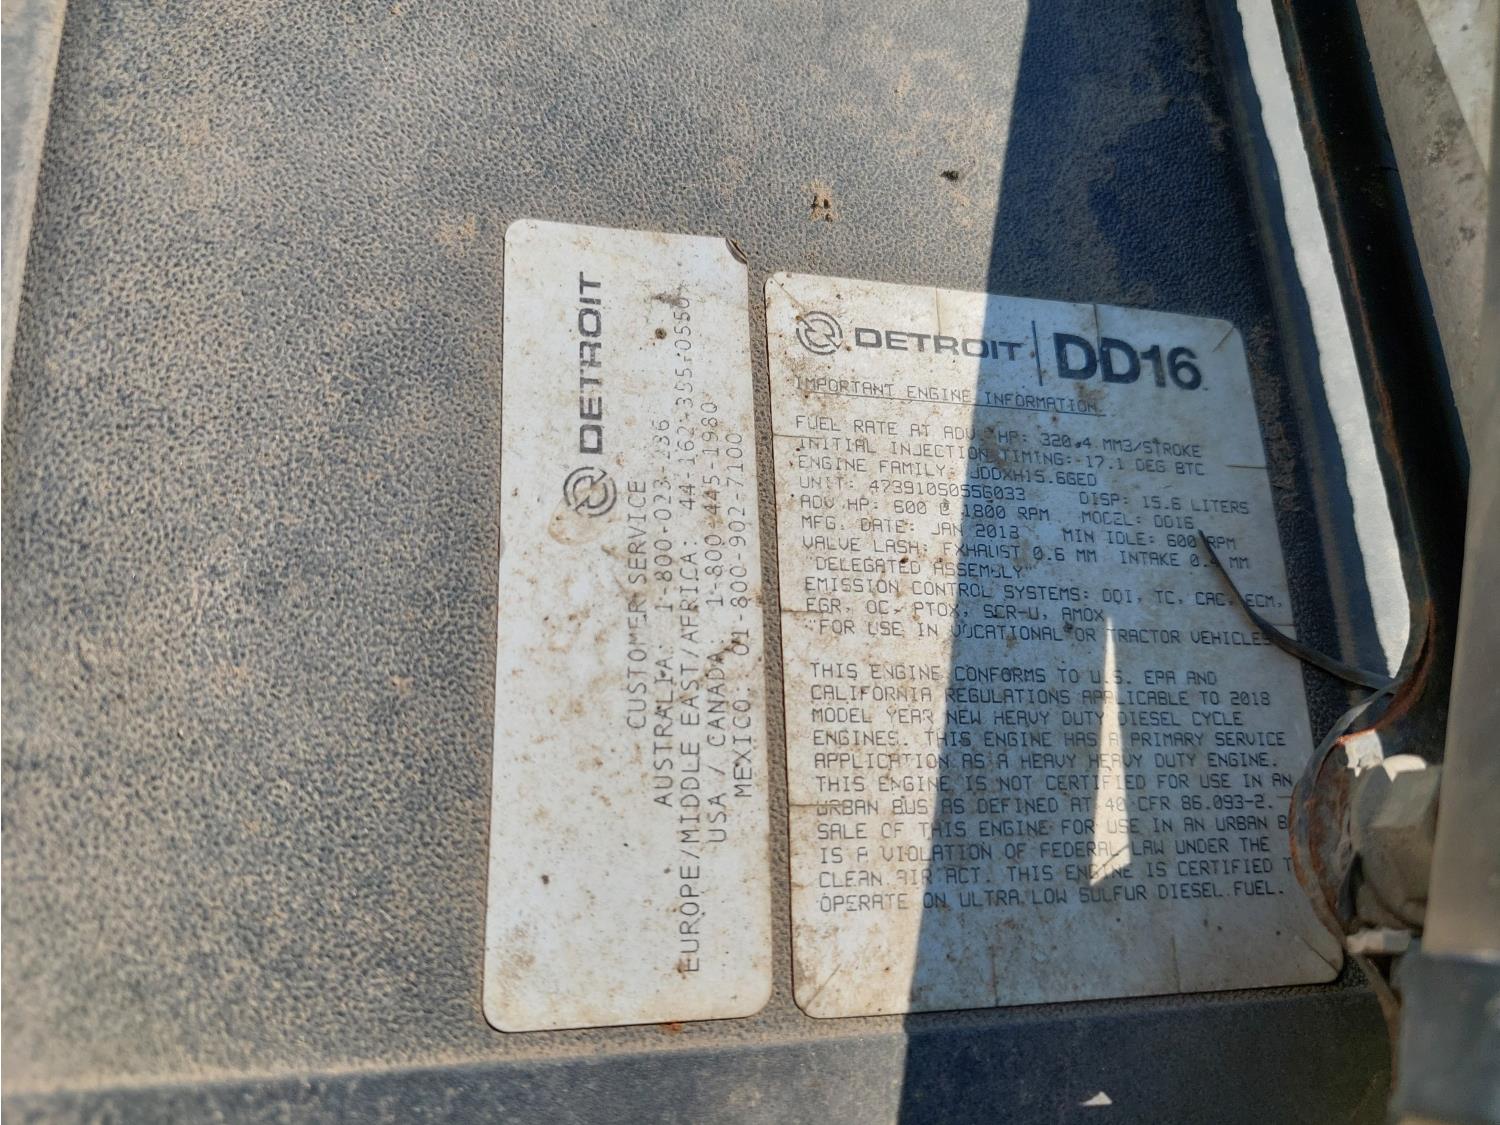 DETROIT
CUSTOMER SERVICE
AUSTRALIA: 1-800-023-236
EUROPE/MIDDLE EAST/AFRICA: 44-162-395-0550
USA / CANADA: 1-800-445-1980
MEXICO: 01-800-902-7100
DETROIT DD16
IMPORTANT ENGINE INFORMATION
FUEL RATE AT ADV. HP: 320.4 MM3/STROKE
INITIAL INJECTION TIMING: -17.1 DEG BTC
ENGINE FAMILY: JDDXH15.6GED
UNIT: 47391050556033 DISP: 15.6 LITERS
ADV HP: 600 @ 1800 RPM MODEL: DD16
MFG. DATE: JAN 2018 MIN IDLE: 600 RPM
VALVE LASH: EXHAUST 0.6 MM INTAKE 0.4 MM
"DELEGATED ASSEMBLY"
EMISSION CONTROL SYSTEMS: DDI, TC, CAC, ECM,
EGR, OC, PTOX, SCR-U, AMOX
"FOR USE IN VOCATIONAL OR TRACTOR VEHICLES
THIS ENGINE CONFORMS TO U.S. EPA AND
CALIFORNIA REGULATIONS APPLICABLE TO 2018
MODEL YEAR NEW HEAVY DUTY DIESEL CYCLE
ENGINES. THIS ENGINE HAS A PRIMARY SERVICE
APPLICATION AS A HEAVY HEAVY DUTY ENGINE.
THIS ENGINE IS NOT CERTIFIED FOR USE IN AN
URBAN BUS AS DEFINED AT 40 CFR 86.093-2.
SALE OF THIS ENGINE FOR USE IN AN URBAN B
IS A VIOLATION OF FEDERAL LAW UNDER THE
CLEAN AIR ACT. THIS ENGINE IS CERTIFIED T
OPERATE ON ULTRA LOW SULFUR DIESEL FUEL.